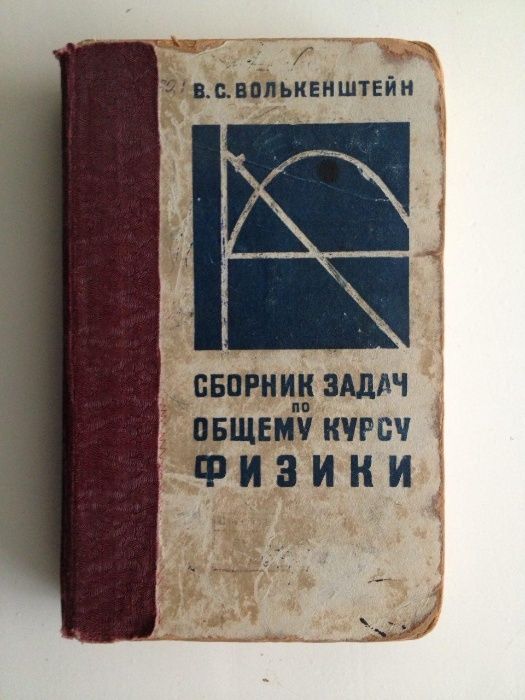 В.С. ВОЛЬКЕНШТЕЙН
СБОРНИК ЗАДАЧ
ПО
ОБЩЕМУ КУРСУ
ФИЗИКИ